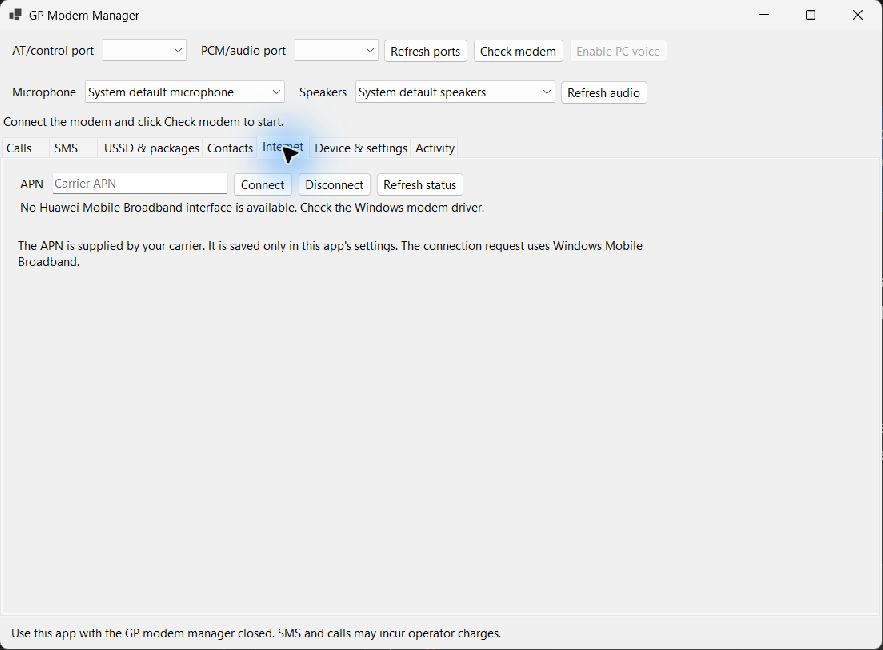 GP Modem Manager
AT/control port PCM/audio port Refresh ports Check modem Enable PC voice
Microphone System default microphone Speakers System default speakers Refresh audio
Connect the modem and click Check modem to start.
Calls SMS USSD & packages Contacts Internet Device & settings Activity
APN Carrier APN Connect Disconnect Refresh status
No Huawei Mobile Broadband interface is available. Check the Windows modem driver.
The APN is supplied by your carrier. It is saved only in this app's settings. The connection request uses Windows Mobile
Broadband.
Use this app with the GP modem manager closed. SMS and calls may incur operator charges.